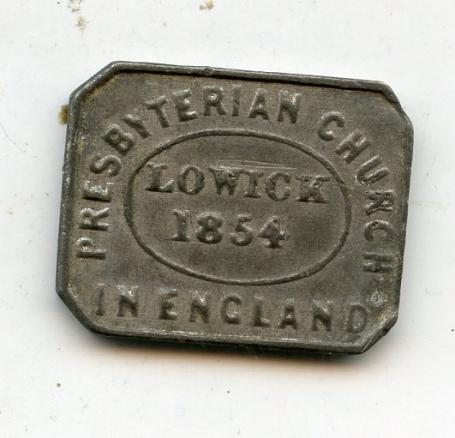 PRESBYTERIAN CHURCH
LOWICK
1854
IN ENGLAND